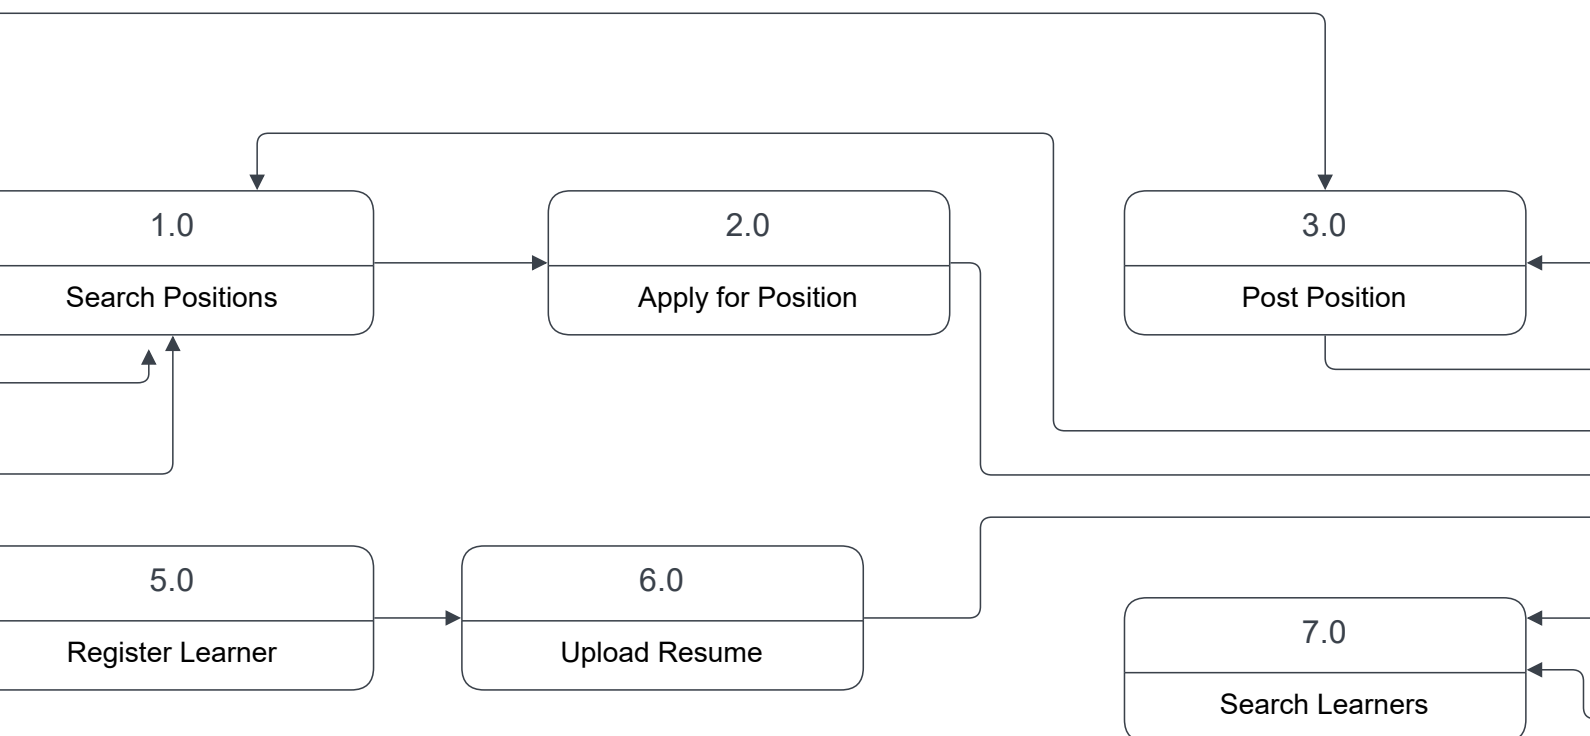 1.0
Search Positions
2.0
Apply for Position
3.0
Post Position
5.0
Register Learner
6.0
Upload Resume
7.0
Search Learners